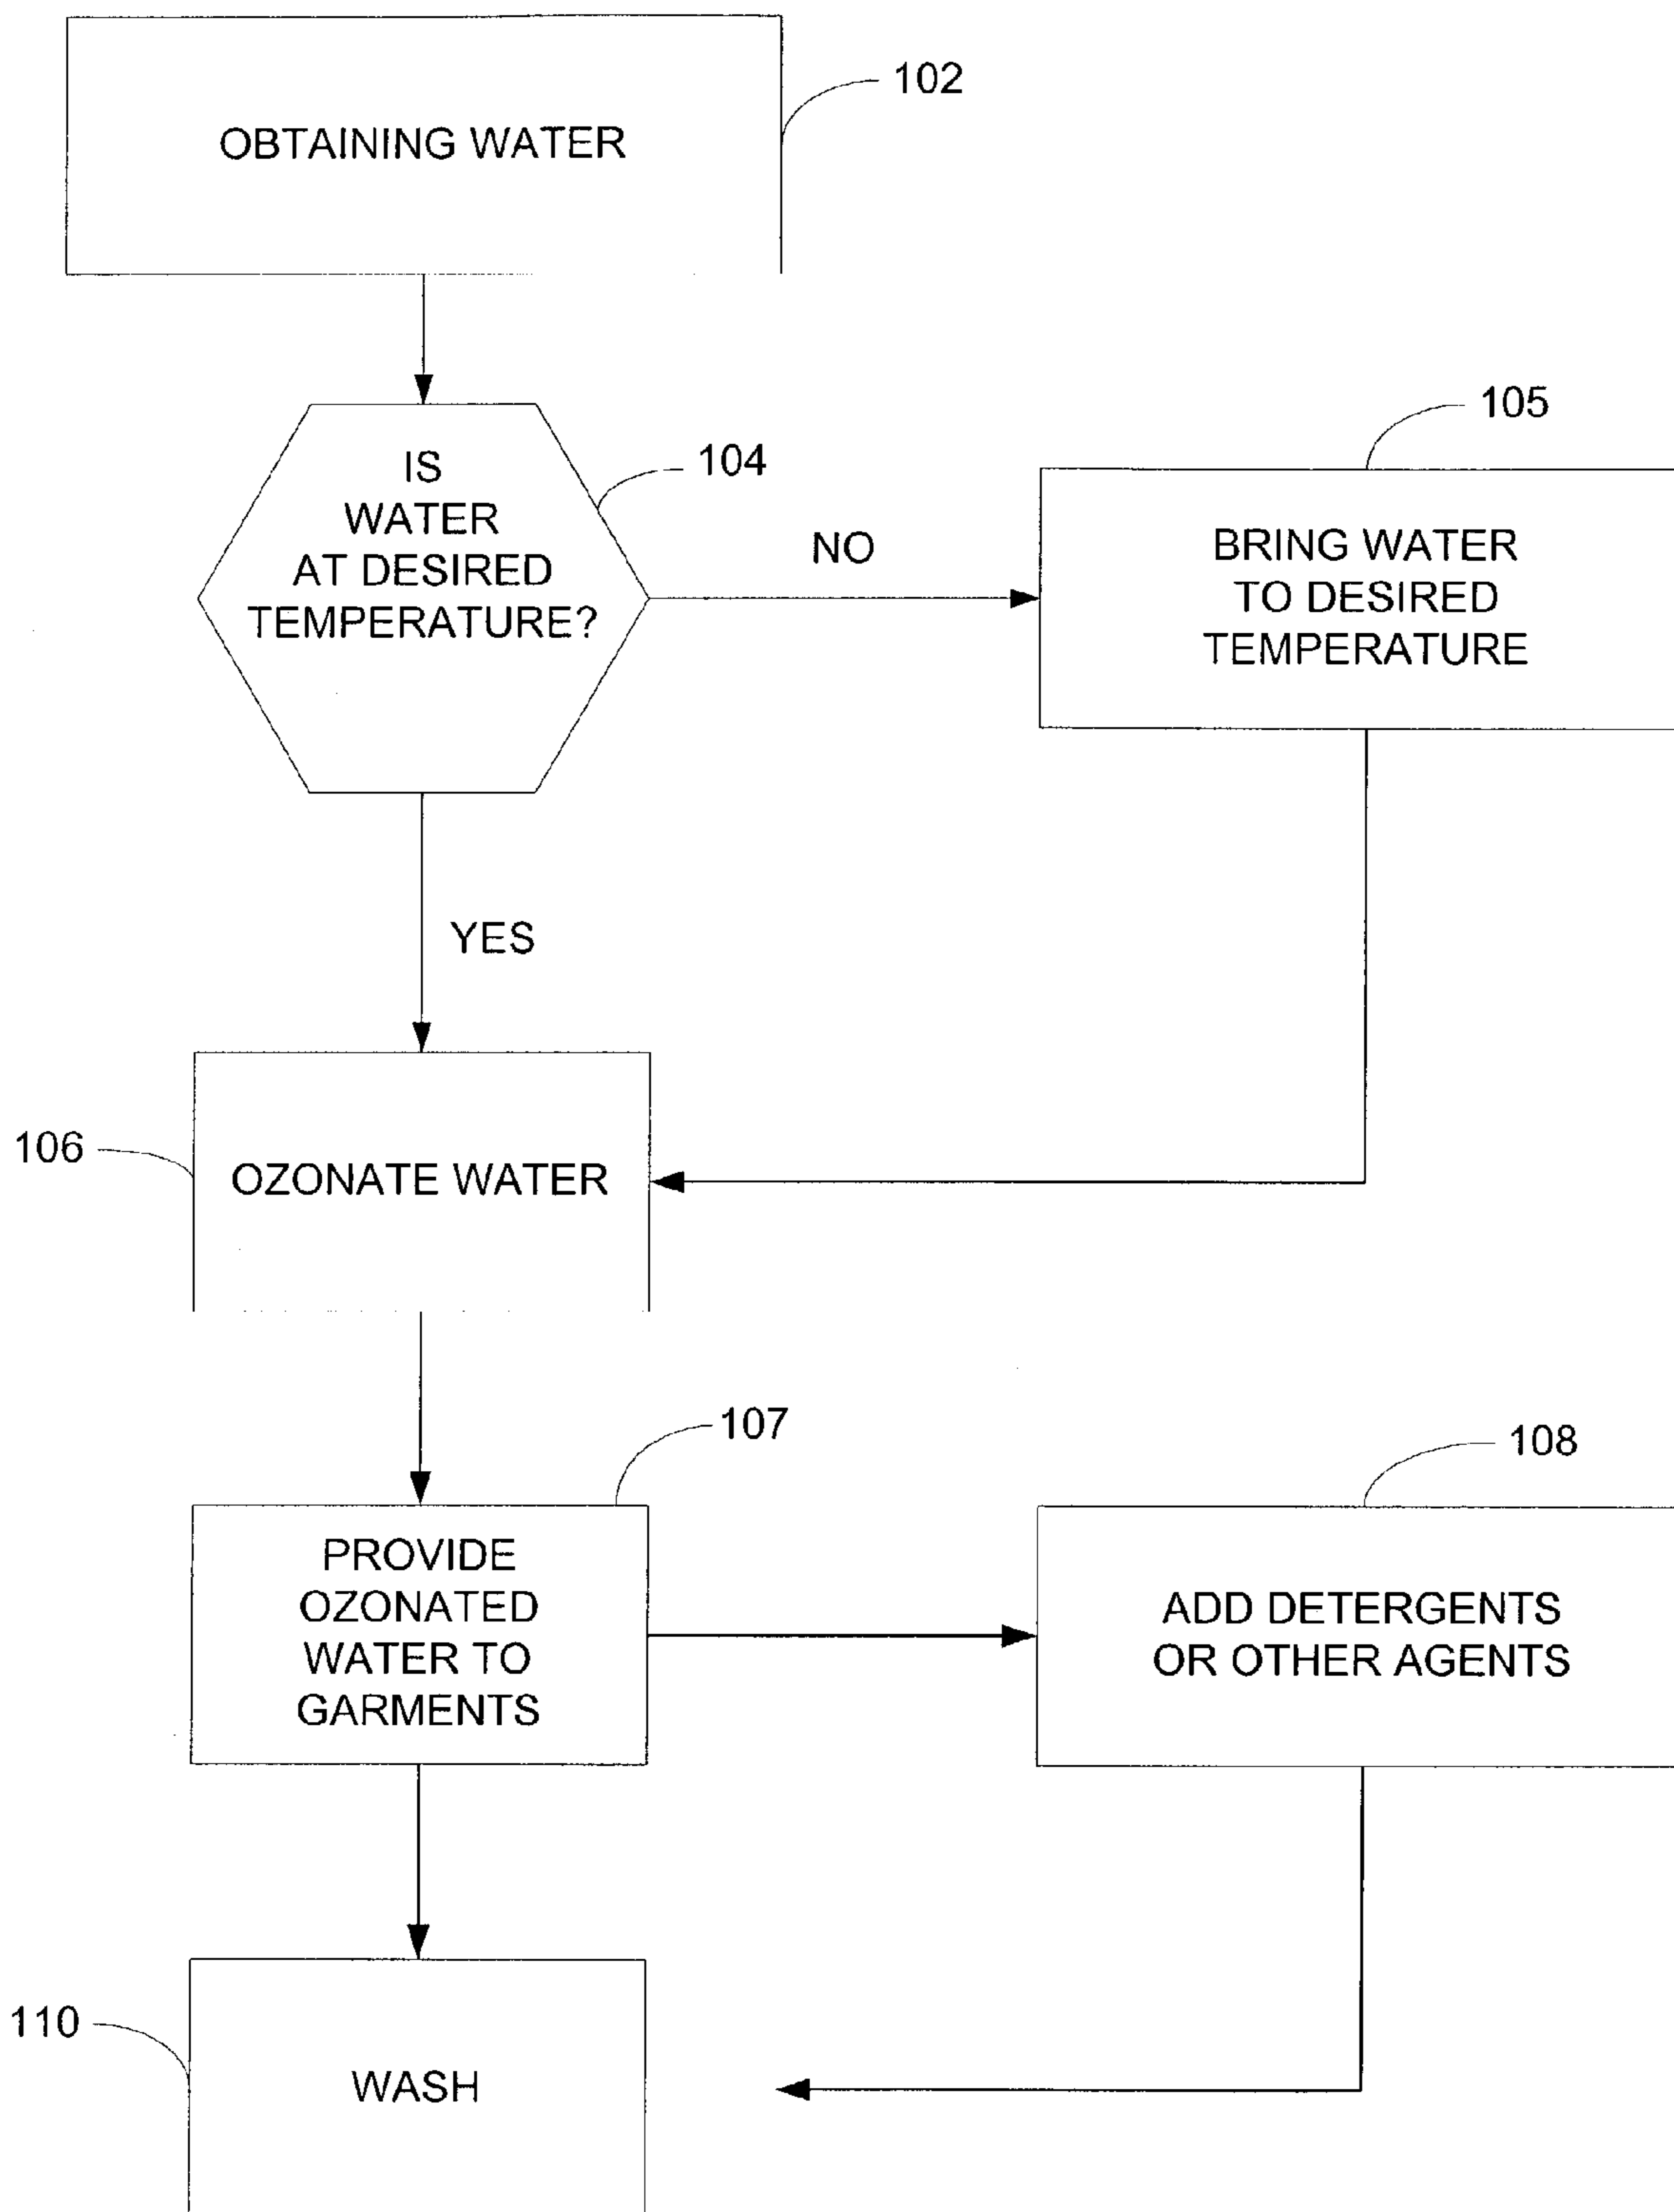 OBTAINING WATER
102
IS
WATER
AT DESIRED
TEMPERATURE?
104
NO
BRING WATER
TO DESIRED
TEMPERATURE
105
YES
106
OZONATE WATER
PROVIDE
OZONATED
WATER TO
GARMENTS
107
ADD DETERGENTS
OR OTHER AGENTS
108
110
WASH